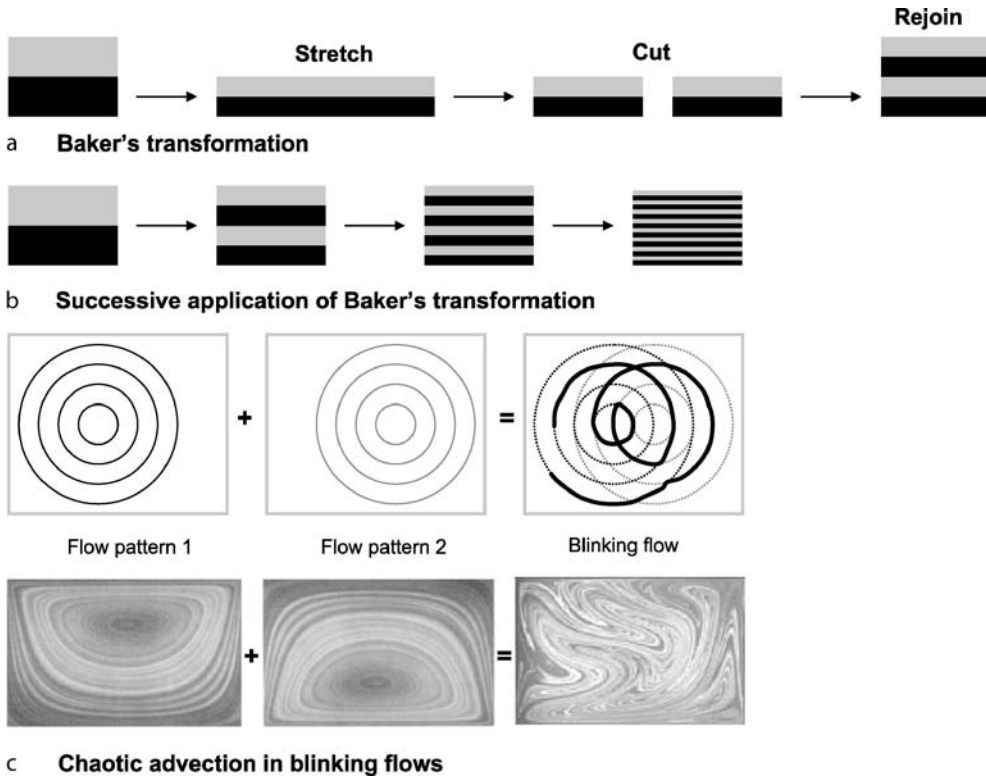 Rejoin
Stretch
Cut
a Baker's transformation
b Successive application of Baker's transformation
+ =
Flow pattern 1 Flow pattern 2 Blinking flow
+ =
c Chaotic advection in blinking flows